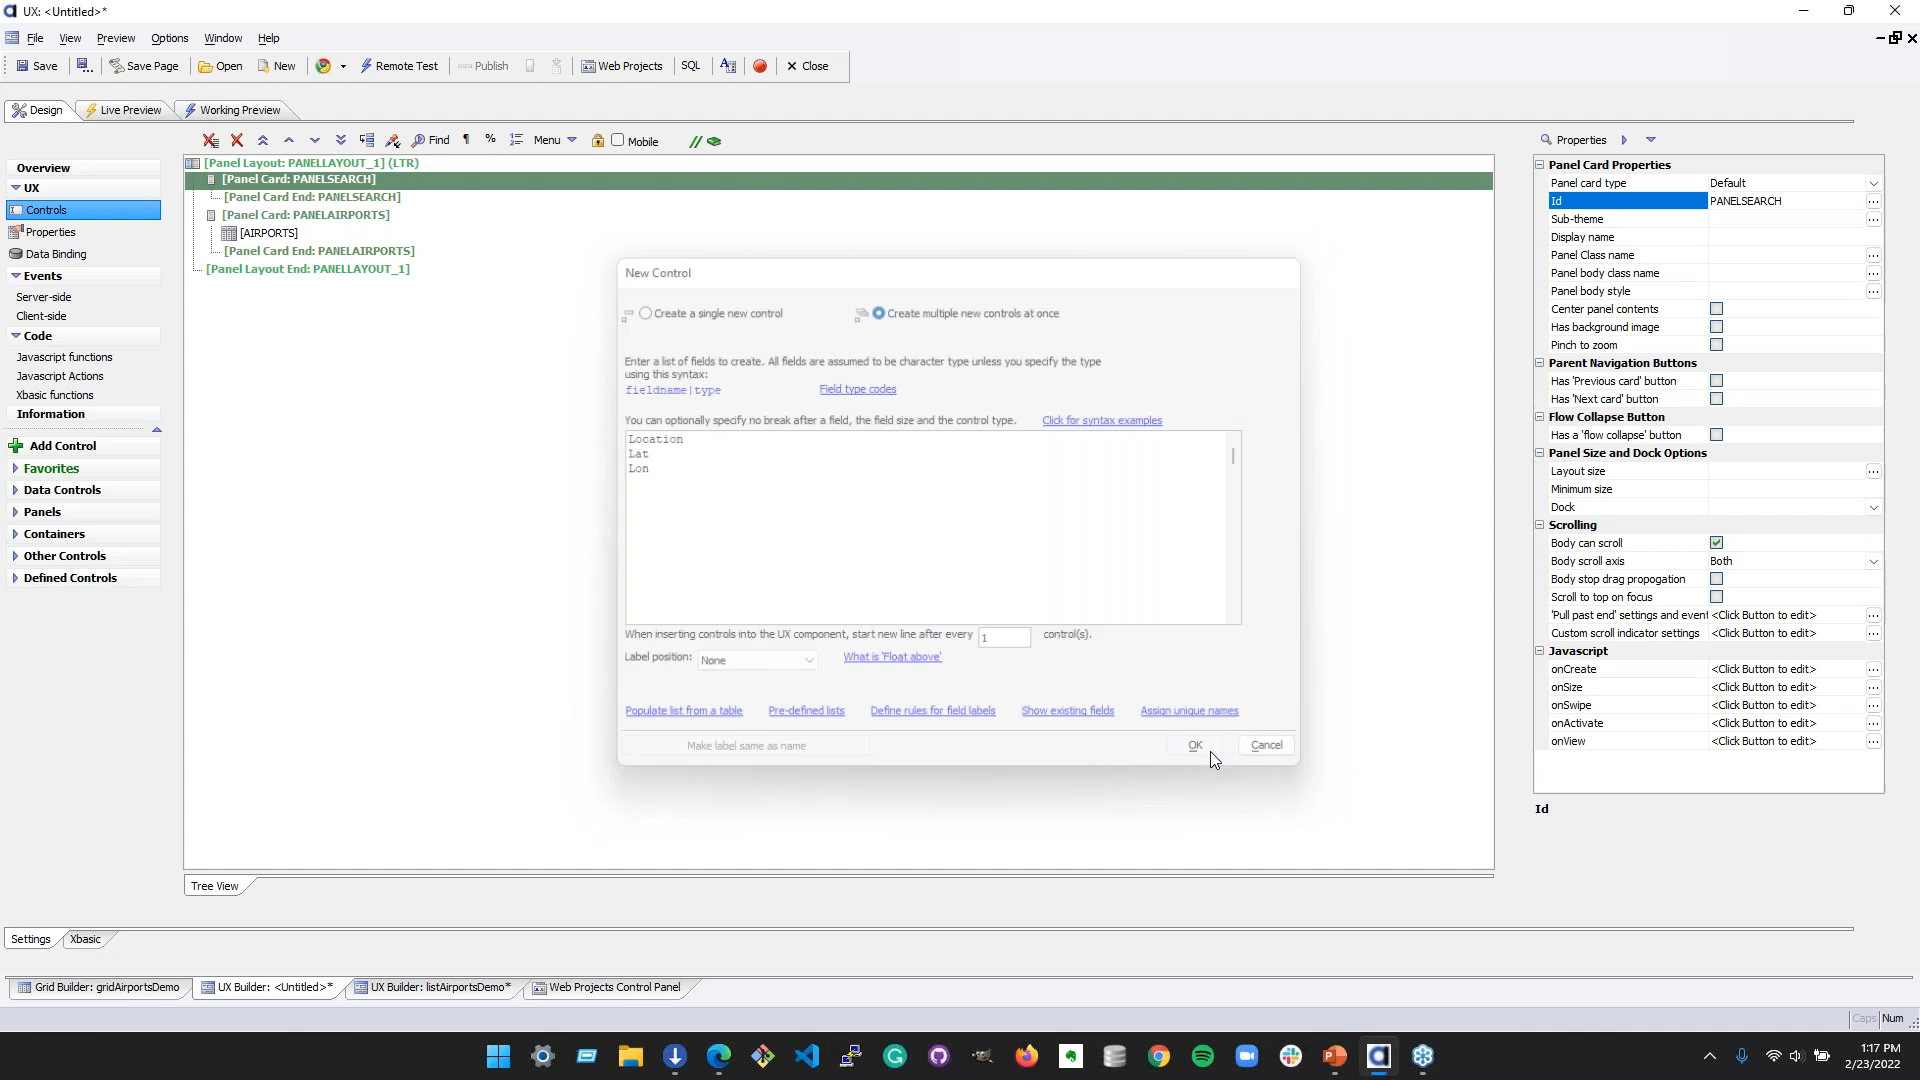 UX: <Untitled>*
File View Preview Options Window Help
Save Save Page Open New Remote Test Publish Web Projects SQL Close
Design Live Preview Working Preview
Find ¶ % Menu Mobile
Properties
Overview
UX
Controls
Properties
Data Binding
Events
Server-side
Client-side
Code
Javascript functions
Javascript Actions
Xbasic functions
Information
Add Control
Favorites
Data Controls
Panels
Containers
Other Controls
Defined Controls
[Panel Layout: PANELLAYOUT_1] (LTR)
[Panel Card: PANELSEARCH]
[Panel Card End: PANELSEARCH]
[Panel Card: PANELAIRPORTS]
[AIRPORTS]
[Panel Card End: PANELAIRPORTS]
[Panel Layout End: PANELLAYOUT_1]
New Control
Create a single new control Create multiple new controls at once
Enter a list of fields to create. All fields are assumed to be character type unless you specify the type
using this syntax:
fieldname|type Field type codes
You can optionally specify no break after a field, the field size and the control type. Click for syntax examples
Location
Lat
Lon
When inserting controls into the UX component, start new line after every 1 control(s).
Label position: None What is 'Float above'
Populate list from a table Pre-defined lists Define rules for field labels Show existing fields Assign unique names
Make label same as name OK Cancel
Panel Card Properties
Panel card type Default
Id PANELSEARCH
Sub-theme
Display name
Panel Class name
Panel body class name
Panel body style
Center panel contents
Has background image
Pinch to zoom
Parent Navigation Buttons
Has 'Previous card' button
Has 'Next card' button
Flow Collapse Button
Has a 'flow collapse' button
Panel Size and Dock Options
Layout size
Minimum size
Dock
Scrolling
Body can scroll
Body scroll axis Both
Body stop drag propogation
Scroll to top on focus
'Pull past end' settings and event <Click Button to edit>
Custom scroll indicator settings <Click Button to edit>
Javascript
onCreate <Click Button to edit>
onSize <Click Button to edit>
onSwipe <Click Button to edit>
onActivate <Click Button to edit>
onView <Click Button to edit>
Id
Tree View
Settings Xbasic
Grid Builder: gridAirportsDemo UX Builder: <Untitled>* UX Builder: listAirportsDemo* Web Projects Control Panel
Caps Num
1:17 PM
2/23/2022